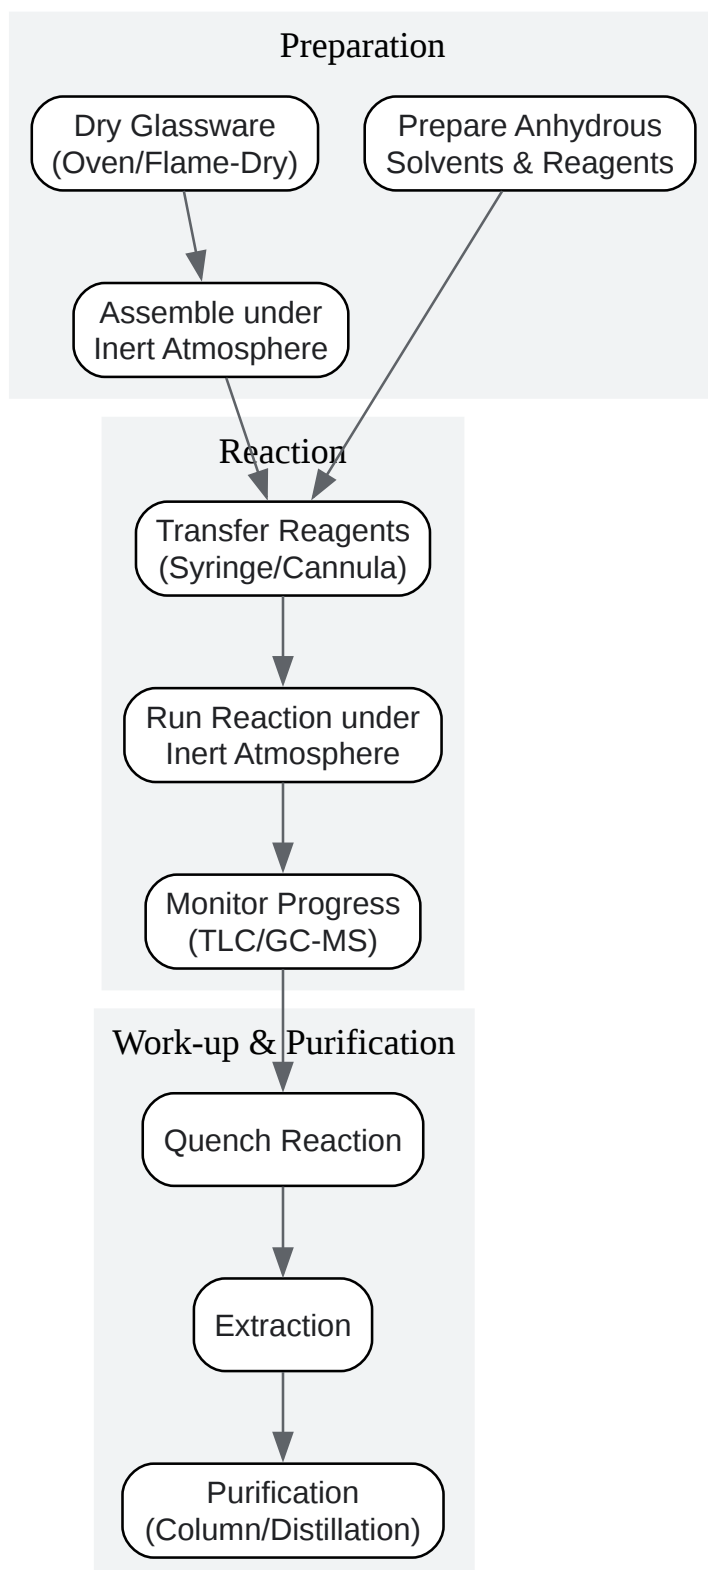 Preparation
Dry Glassware
(Oven/Flame-Dry)
Prepare Anhydrous
Solvents & Reagents
Assemble under
Inert Atmosphere
Reaction
Transfer Reagents
(Syringe/Cannula)
Run Reaction under
Inert Atmosphere
Monitor Progress
(TLC/GC-MS)
Work-up & Purification
Quench Reaction
Extraction
Purification
(Column/Distillation)